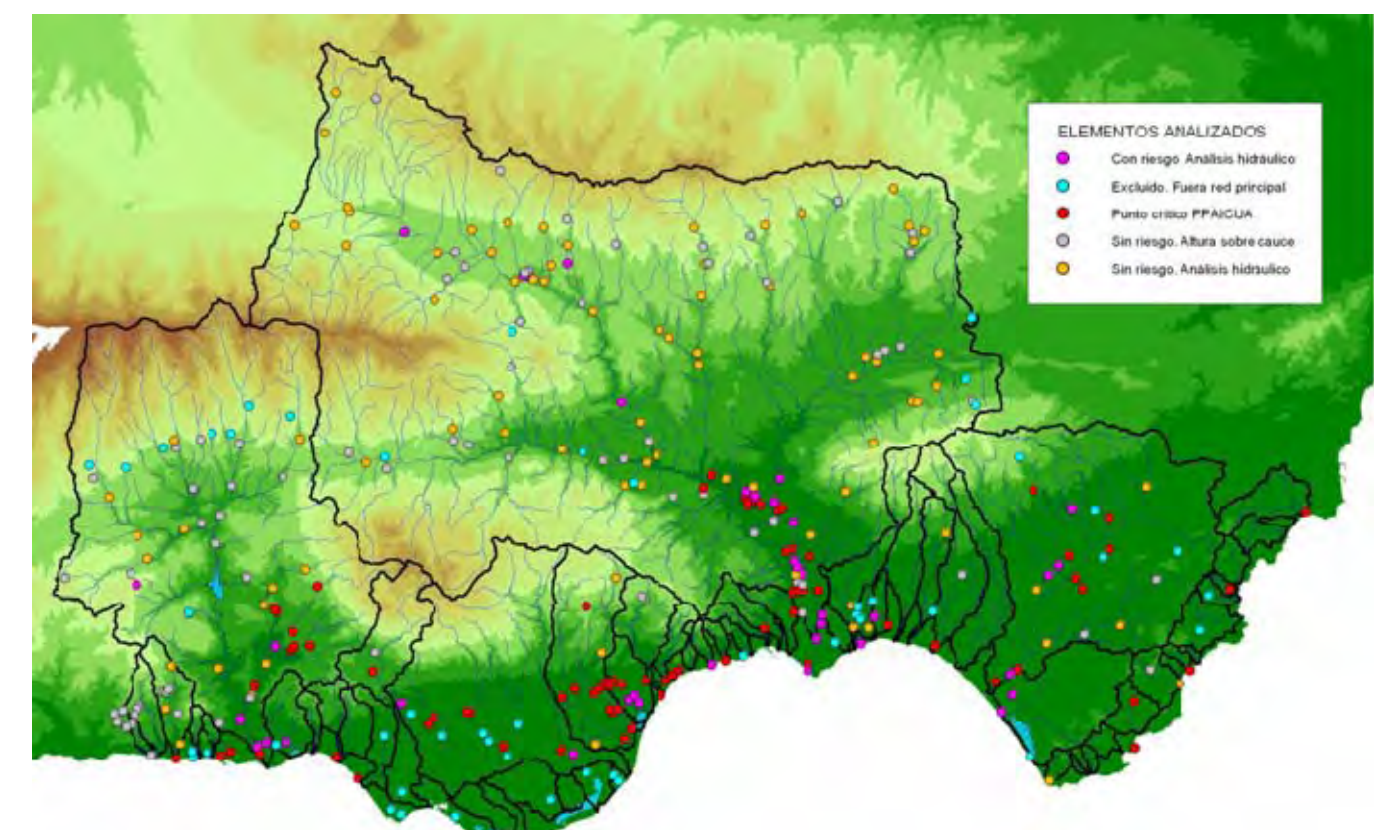 ELEMENTOS ANALIZADOS
Con riesgo Análisis hidráulico
Excluido. Fuera red principal
Punto crítico PPAICUA
Sin riesgo. Altura sobre cauce
Sin riesgo. Análisis hidráulico